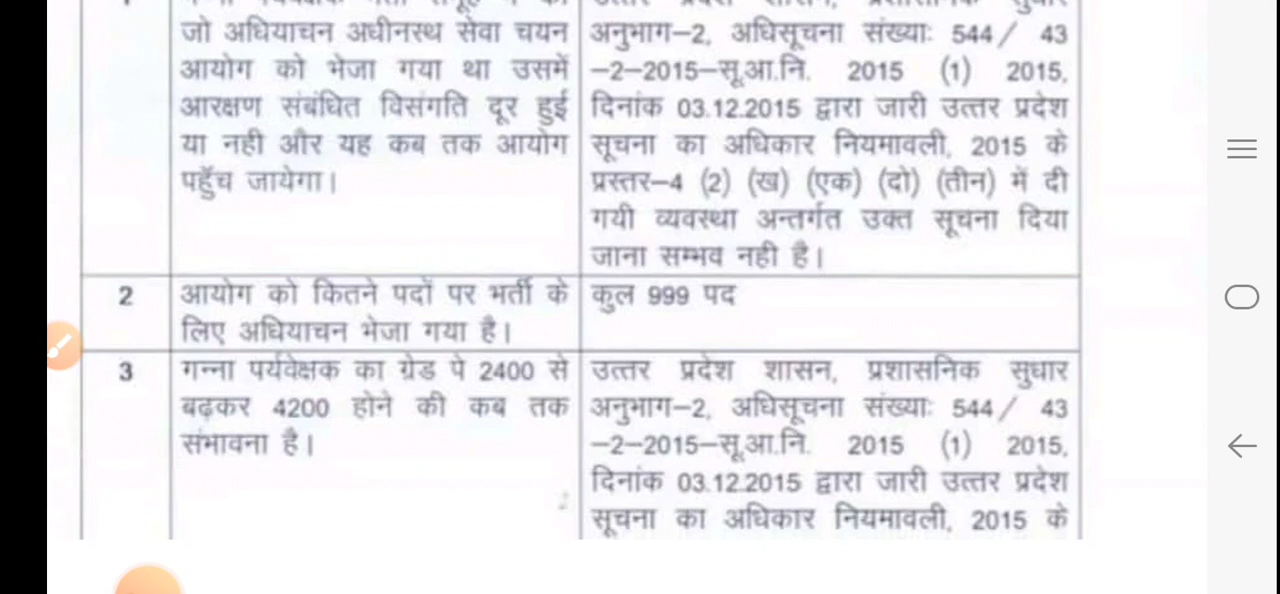 जो अधियाचन अधीनस्थ सेवा चयन
आयोग को भेजा गया था उसमें
आरक्षण संबंधित विसंगति दूर हुई
या नही और यह कब तक आयोग
पहुँच जायेगा।
अनुभाग–2, अधिसूचना संख्याः 544 / 43
–2–2015–सू.आ.नि. 2015 (1) 2015,
दिनांक 03.12.2015 द्वारा जारी उत्तर प्रदेश
सूचना का अधिकार नियमावली, 2015 के
प्रस्तर–4 (2) (ख) (एक) (दो) (तीन) में दी
गयी व्यवस्था अन्तर्गत उक्त सूचना दिया
जाना सम्भव नही है।
2
आयोग को कितने पदों पर भर्ती के
लिए अधियाचन भेजा गया है।
कुल 999 पद
3
गन्ना पर्यवेक्षक का ग्रेड पे 2400 से
बढ़कर 4200 होने की कब तक
संभावना है।
उत्तर प्रदेश शासन, प्रशासनिक सुधार
अनुभाग–2, अधिसूचना संख्याः 544 / 43
–2–2015–सू.आ.नि. 2015 (1) 2015,
दिनांक 03.12.2015 द्वारा जारी उत्तर प्रदेश
सूचना का अधिकार नियमावली, 2015 के